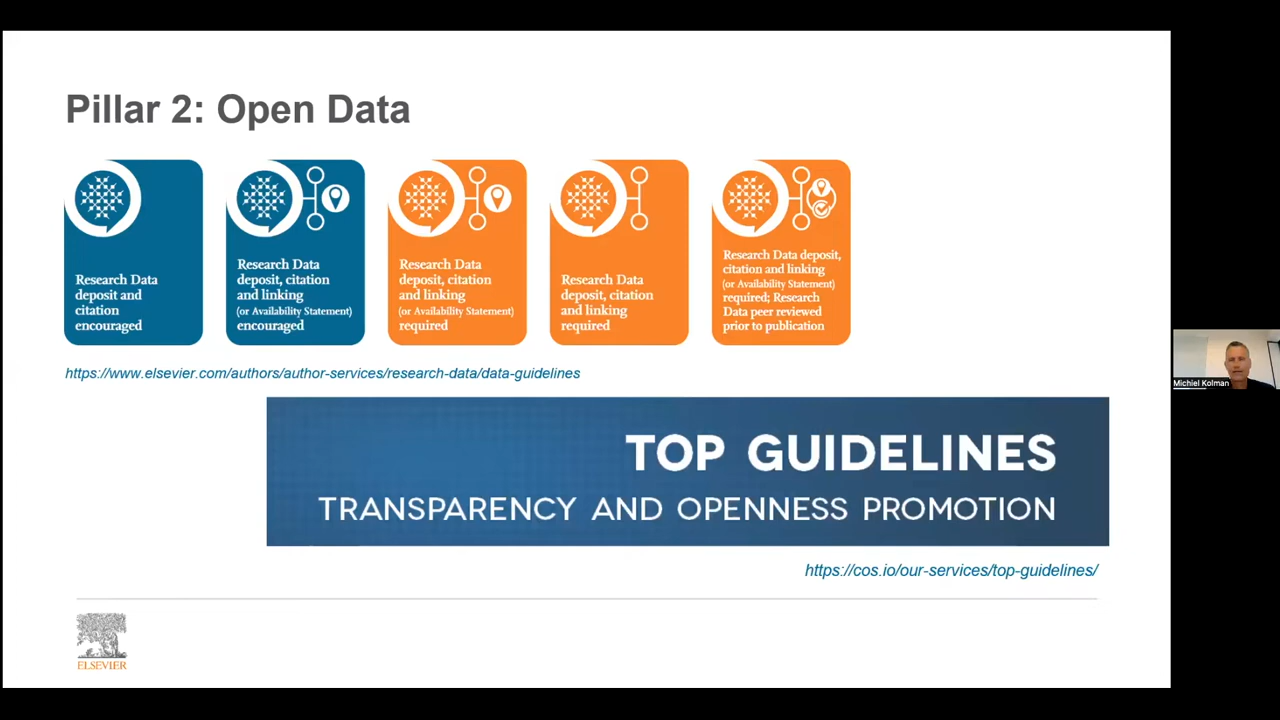 Pillar 2: Open Data
Research Data
deposit and
citation
encouraged
Research Data
deposit, citation
and linking
(or Availability Statement)
encouraged
Research Data
deposit, citation
and linking
(or Availability Statement)
required
Research Data
deposit, citation
and linking
required
Research Data deposit,
citation and linking
(or Availability Statement)
required; Research
Data peer reviewed
prior to publication
https://www.elsevier.com/authors/author-services/research-data/data-guidelines
TOP GUIDELINES
TRANSPARENCY AND OPENNESS PROMOTION
https://cos.io/our-services/top-guidelines/
ELSEVIER
Michiel Kolman